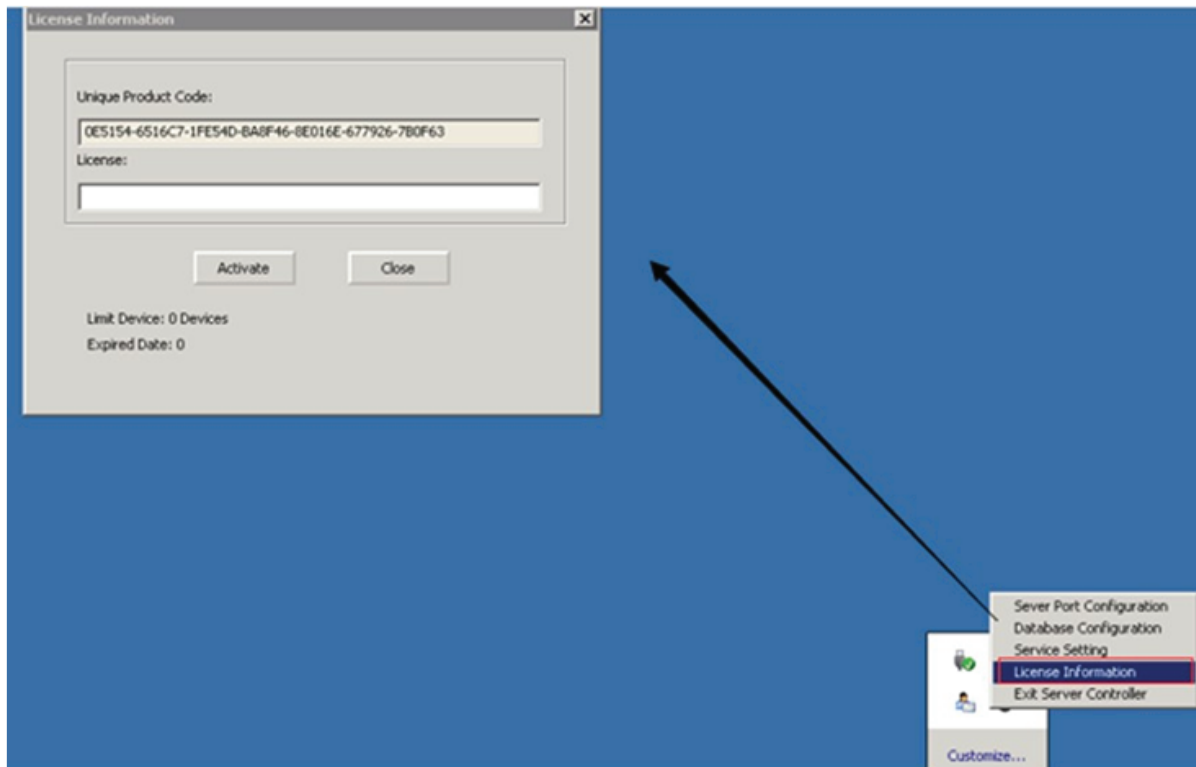 License Information
Unique Product Code:
0E5154-6516C7-1FE54D-BA8F46-8E016E-677926-7B0F63
License:
Activate
Close
Limit Device: 0 Devices
Expired Date: 0
Sever Port Configuration
Database Configuration
Service Setting
License Information
Exit Server Controller
Customize...